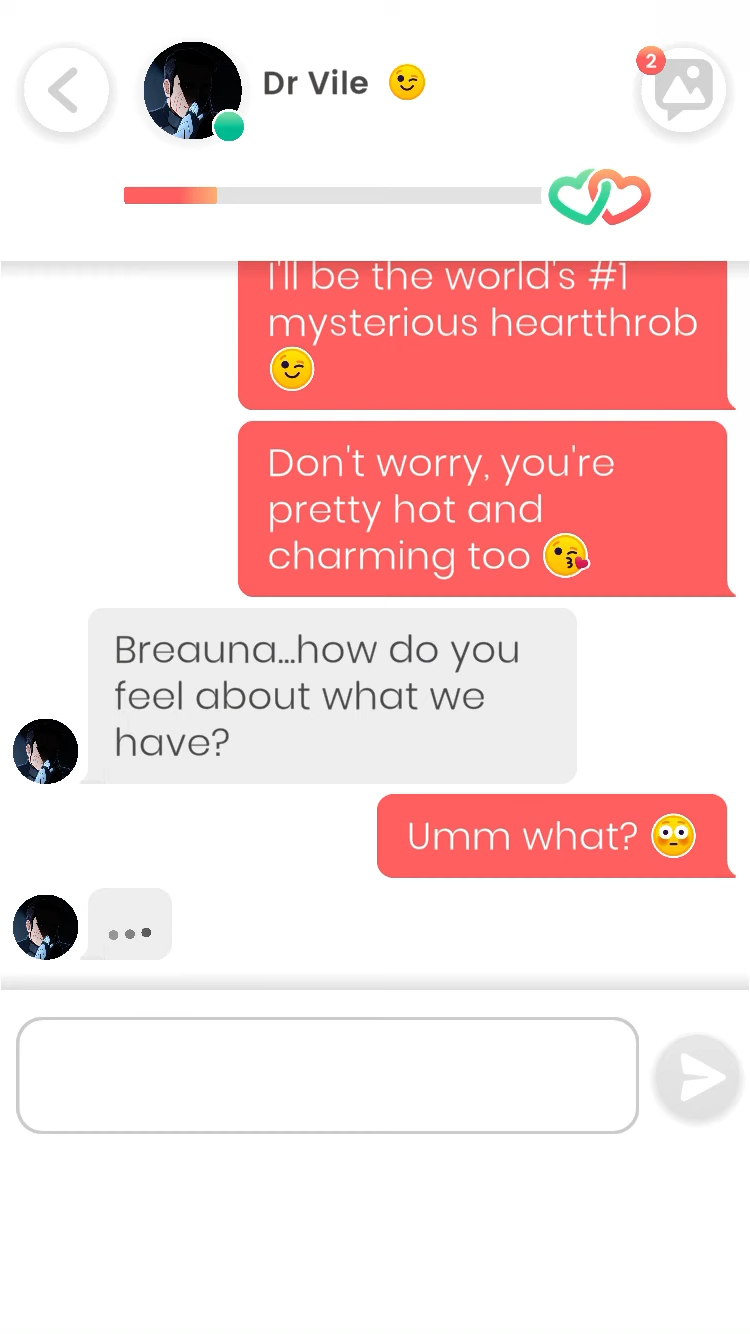 Dr Vile 😉
2
I'll be the world's #1
mysterious heartthrob
😉
Don't worry, you're
pretty hot and
charming too 😘
Breauna...how do you
feel about what we
have?
Umm what? 😳
...